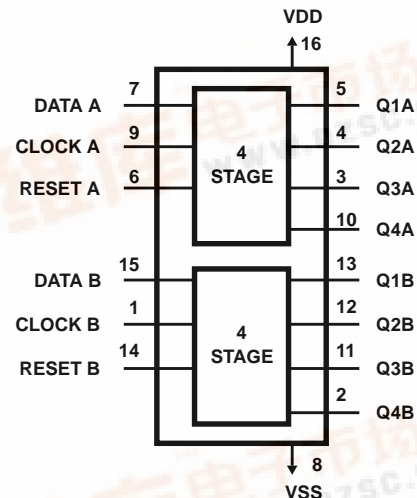 VDD
16
7
5
DATA A
Q1A
9
4
CLOCK A
4
STAGE
Q2A
6
3
RESET A
Q3A
10
Q4A
15
13
DATA B
Q1B
1
12
CLOCK B
4
STAGE
Q2B
14
11
RESET B
Q3B
2
Q4B
8
VSS